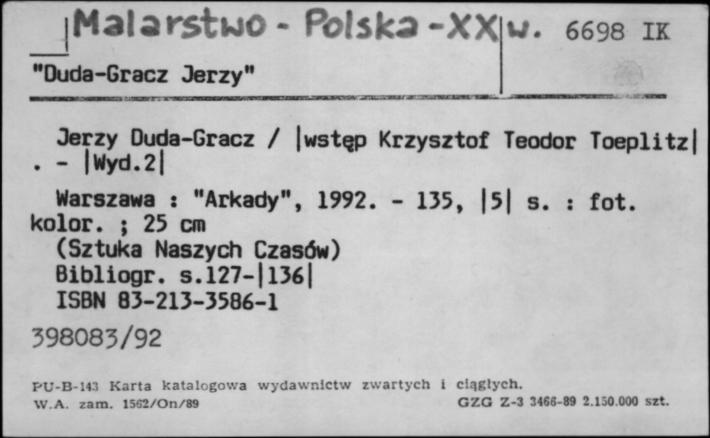 Malarstwo - Polska - XX w. 6698 IK
"Duda-Gracz Jerzy"
Jerzy Duda-Gracz / |wstęp Krzysztof Teodor Toeplitz|
. - |Wyd.2|
Warszawa : "Arkady", 1992. - 135, |5| s. : fot.
kolor. ; 25 cm
(Sztuka Naszych Czasów)
Bibliogr. s.127-|136|
ISBN 83-213-3586-1
398083/92
PU-B-143 Karta katalogowa wydawnictw zwartych i ciągłych.
W.A. zam. 1562/On/89 GZG Z-3 3466-89 2.150.000 szt.